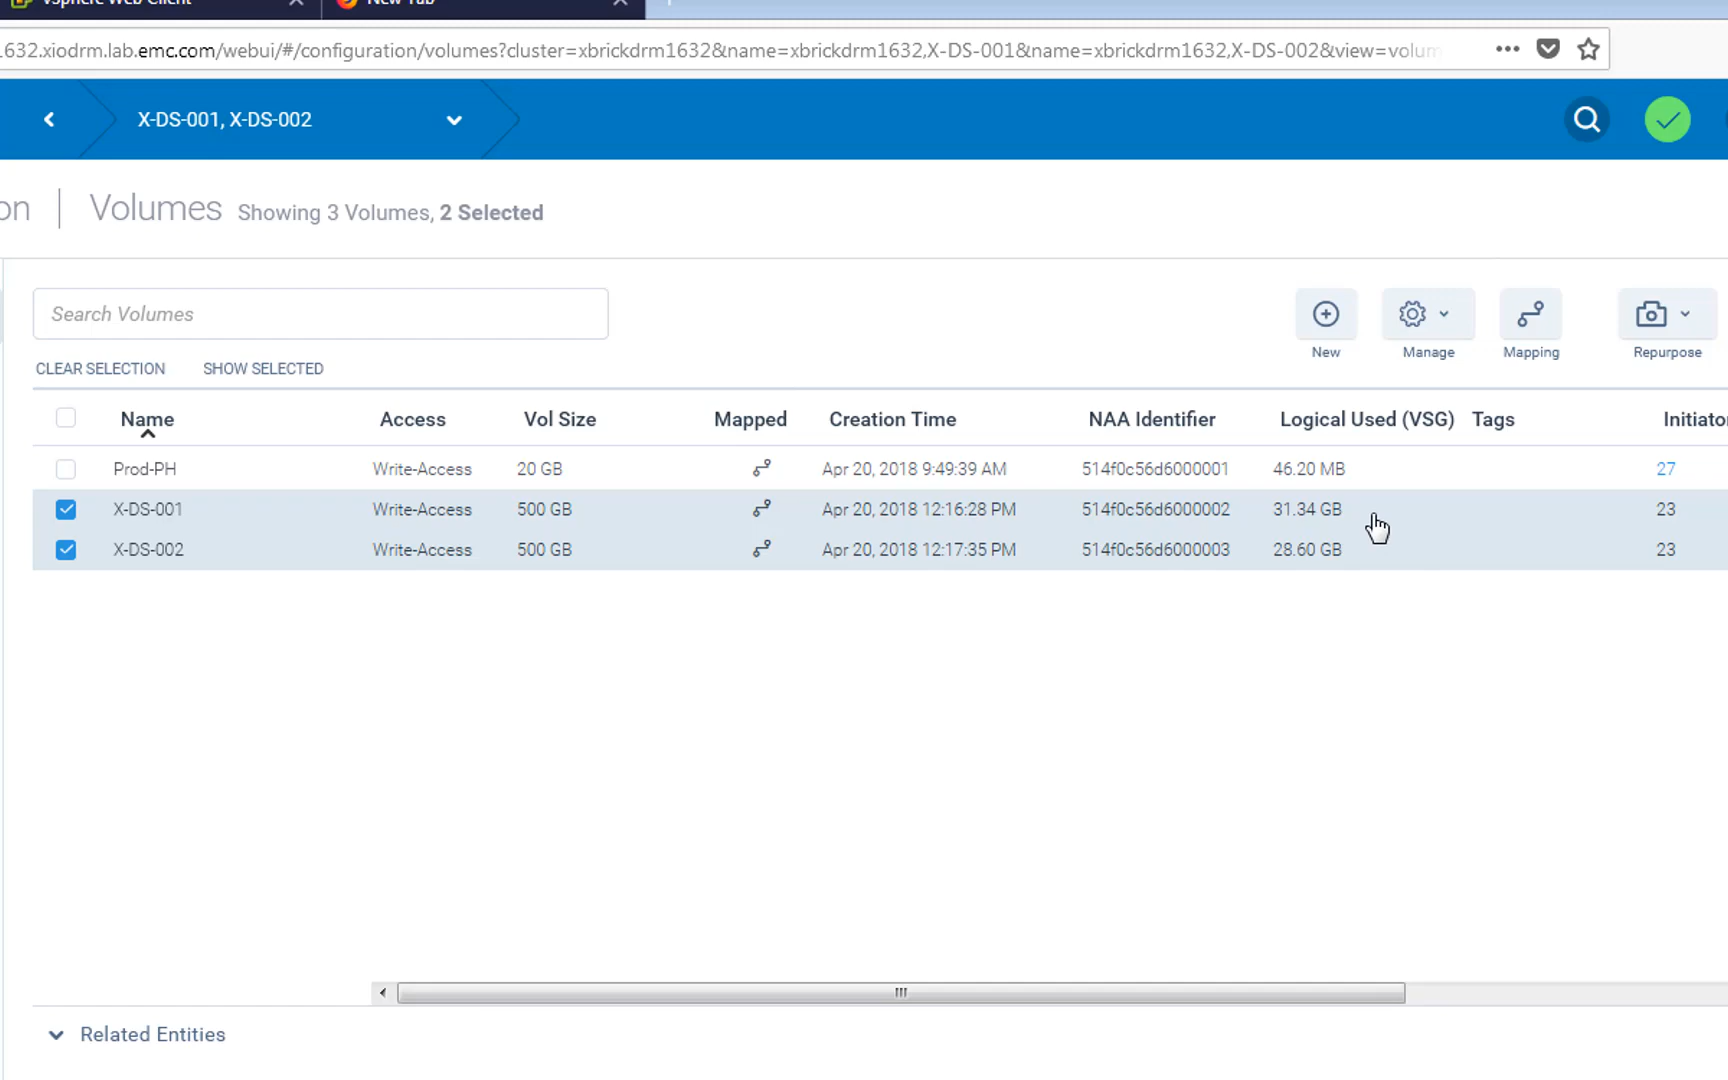 vSphere Web Client
New Tab
1632.xiodrm.lab.emc.com/webui/#/configuration/volumes?cluster=xbrickdrm1632&name=xbrickdrm1632,X-DS-001&name=xbrickdrm1632,X-DS-002&view=volum
X-DS-001, X-DS-002
on | Volumes Showing 3 Volumes, 2 Selected
Search Volumes
New Manage Mapping Repurpose
CLEAR SELECTION SHOW SELECTED
Name Access Vol Size Mapped Creation Time NAA Identifier Logical Used (VSG) Tags Initiato
Prod-PH Write-Access 20 GB Apr 20, 2018 9:49:39 AM 514f0c56d6000001 46.20 MB 27
X-DS-001 Write-Access 500 GB Apr 20, 2018 12:16:28 PM 514f0c56d6000002 31.34 GB 23
X-DS-002 Write-Access 500 GB Apr 20, 2018 12:17:35 PM 514f0c56d6000003 28.60 GB 23
Related Entities